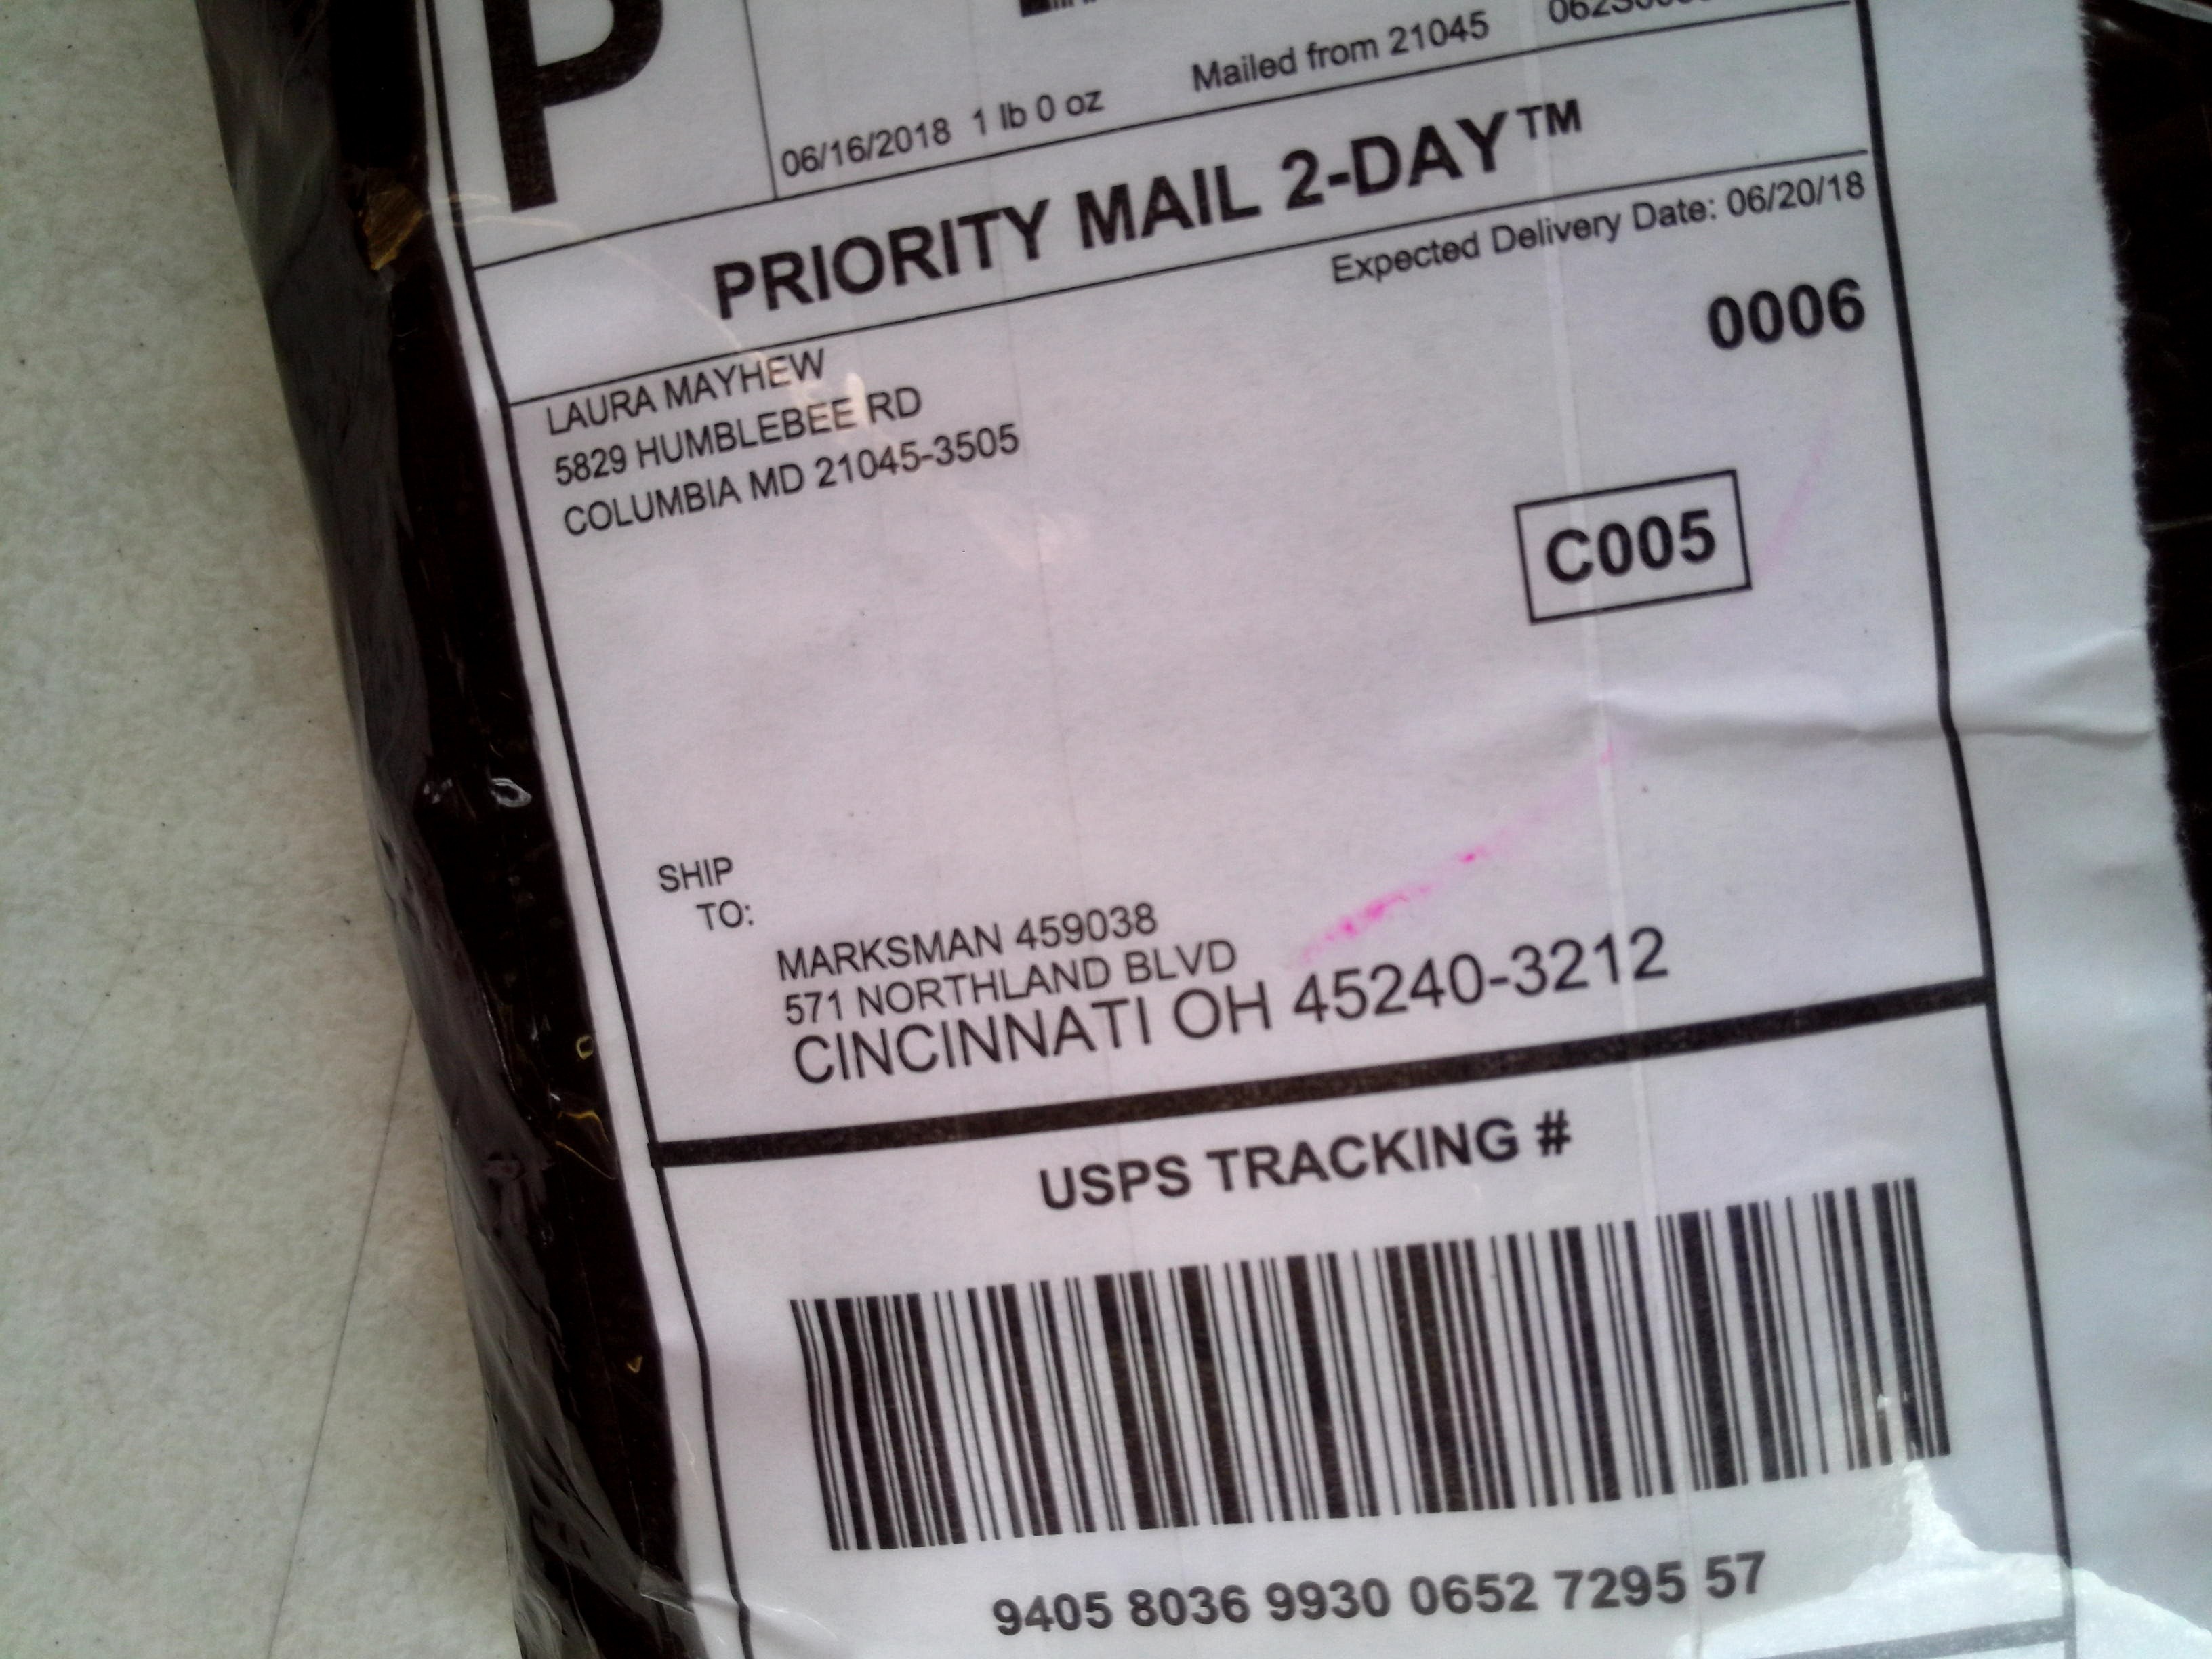 P
06/16/2018 1 lb 0 oz Mailed from 21045
PRIORITY MAIL 2-DAY™
Expected Delivery Date: 06/20/18
0006
LAURA MAYHEW
5829 HUMBLEBEE RD
COLUMBIA MD 21045-3505
C005
SHIP
TO:
MARKSMAN 459038
571 NORTHLAND BLVD
CINCINNATI OH 45240-3212
USPS TRACKING #
9405 8036 9930 0652 7295 57